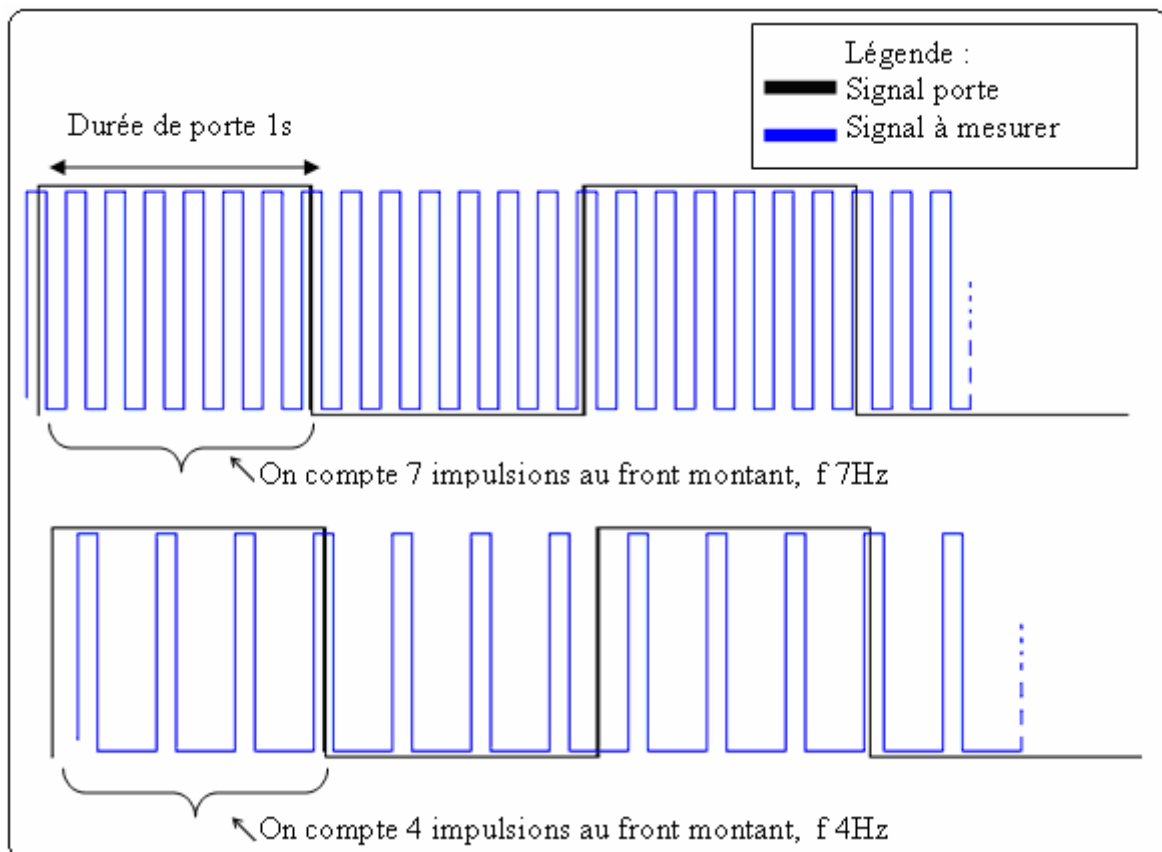 Légende :
Signal porte
Signal à mesurer
Durée de porte 1s
On compte 7 impulsions au front montant, f 7Hz
On compte 4 impulsions au front montant, f 4Hz